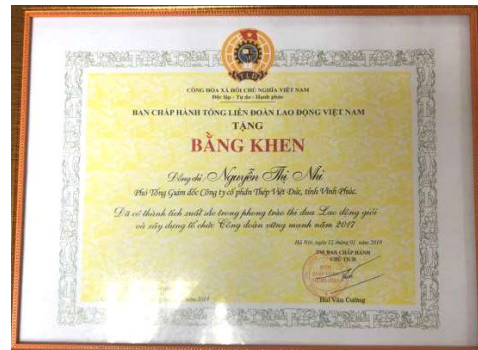 CỘNG HÒA XÃ HỘI CHỦ NGHĨA VIỆT NAM
Độc lập - Tự do - Hạnh phúc
BAN CHẤP HÀNH TỔNG LIÊN ĐOÀN LAO ĐỘNG VIỆT NAM
TẶNG
BẰNG KHEN
Đồng chí: Nguyễn Thị Nhi
Phó Tổng Giám đốc Công ty cổ phần Thép Việt Đức, tỉnh Vĩnh Phúc.
Đã có thành tích xuất sắc trong phong trào thi đua Lao động giỏi
và xây dựng tổ chức Công đoàn vững mạnh năm 2017
Hà Nội, ngày 12 tháng 01 năm 2019
TM.BAN CHẤP HÀNH
CHỦ TỊCH
năm 2019
Bùi Văn Cường